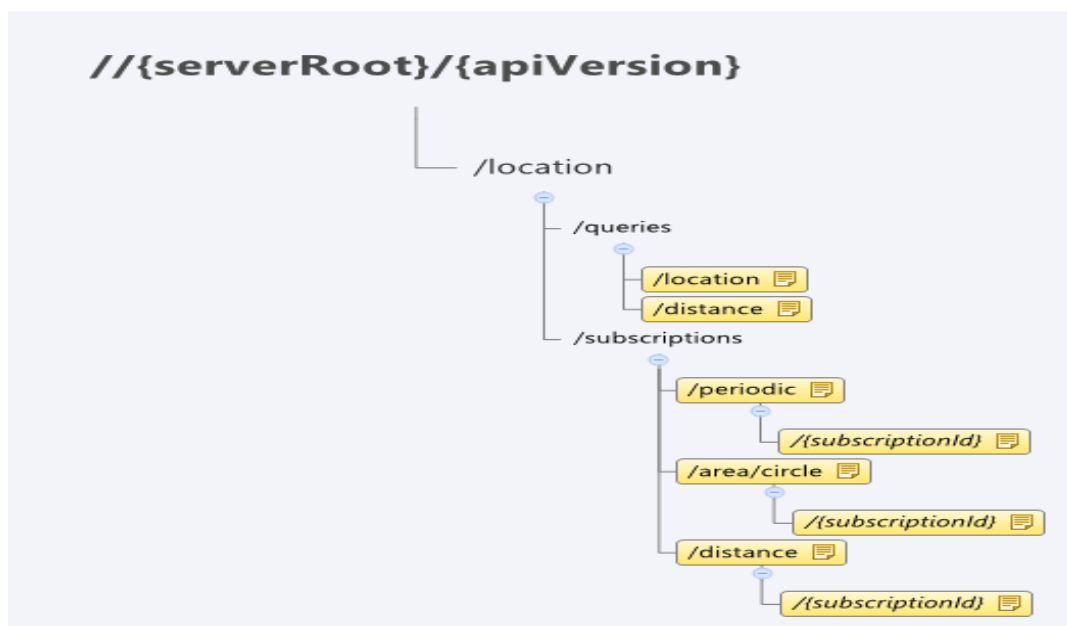 //{serverRoot}/{apiVersion}
/location
/queries
/location
/distance
/subscriptions
/periodic
/{subscriptionId}
/area/circle
/{subscriptionId}
/distance
/{subscriptionId}